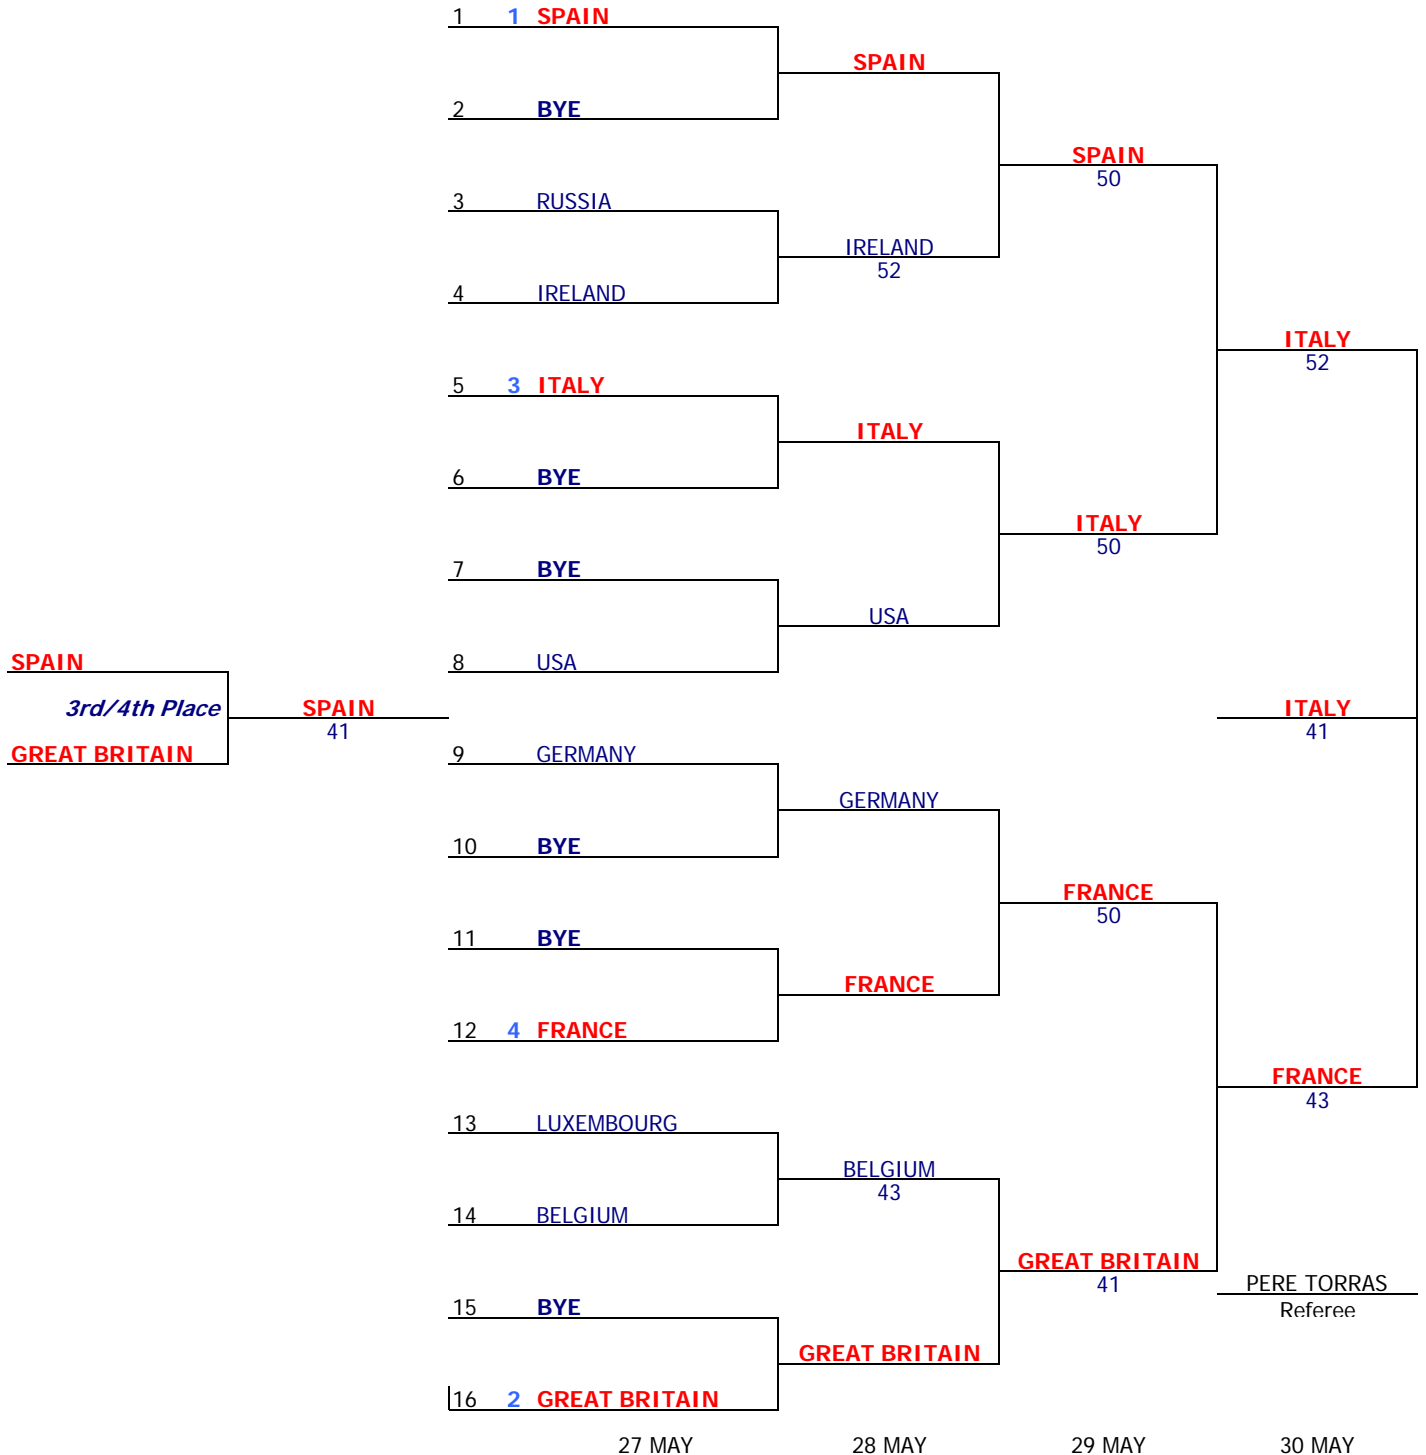 1 1 SPAIN
SPAIN
2 BYE
SPAIN
50
3 RUSSIA
IRELAND
52
4 IRELAND
ITALY
52
5 3 ITALY
ITALY
6 BYE
ITALY
50
7 BYE
USA
8 USA
SPAIN
3rd/4th Place
SPAIN
41
GREAT BRITAIN
ITALY
41
9 GERMANY
GERMANY
10 BYE
FRANCE
50
11 BYE
FRANCE
12 4 FRANCE
FRANCE
43
13 LUXEMBOURG
BELGIUM
43
14 BELGIUM
GREAT BRITAIN
41
PERE TORRAS
Referee
15 BYE
GREAT BRITAIN
16 2 GREAT BRITAIN
27 MAY 28 MAY 29 MAY 30 MAY